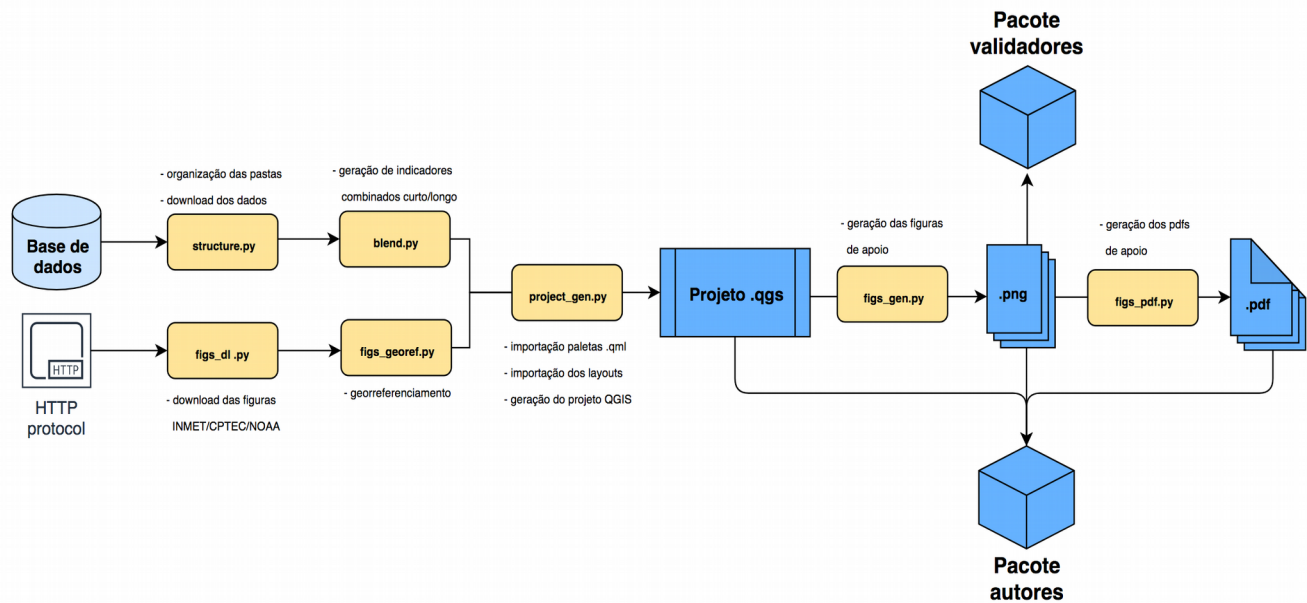 Pacote
validadores
- organização das pastas
- download dos dados
- geração de indicadores
combinados curto/longo
Base de
dados
structure.py
blend.py
HTTP
HTTP
protocol
figs_dl .py
figs_georef.py
- download das figuras
INMET/CPTEC/NOAA
- georreferenciamento
project_gen.py
- importação paletas .qml
- importação dos layouts
- geração do projeto QGIS
Projeto .qgs
- geração das figuras
de apoio
figs_gen.py
.png
- geração dos pdfs
de apoio
figs_pdf.py
.pdf
Pacote
autores